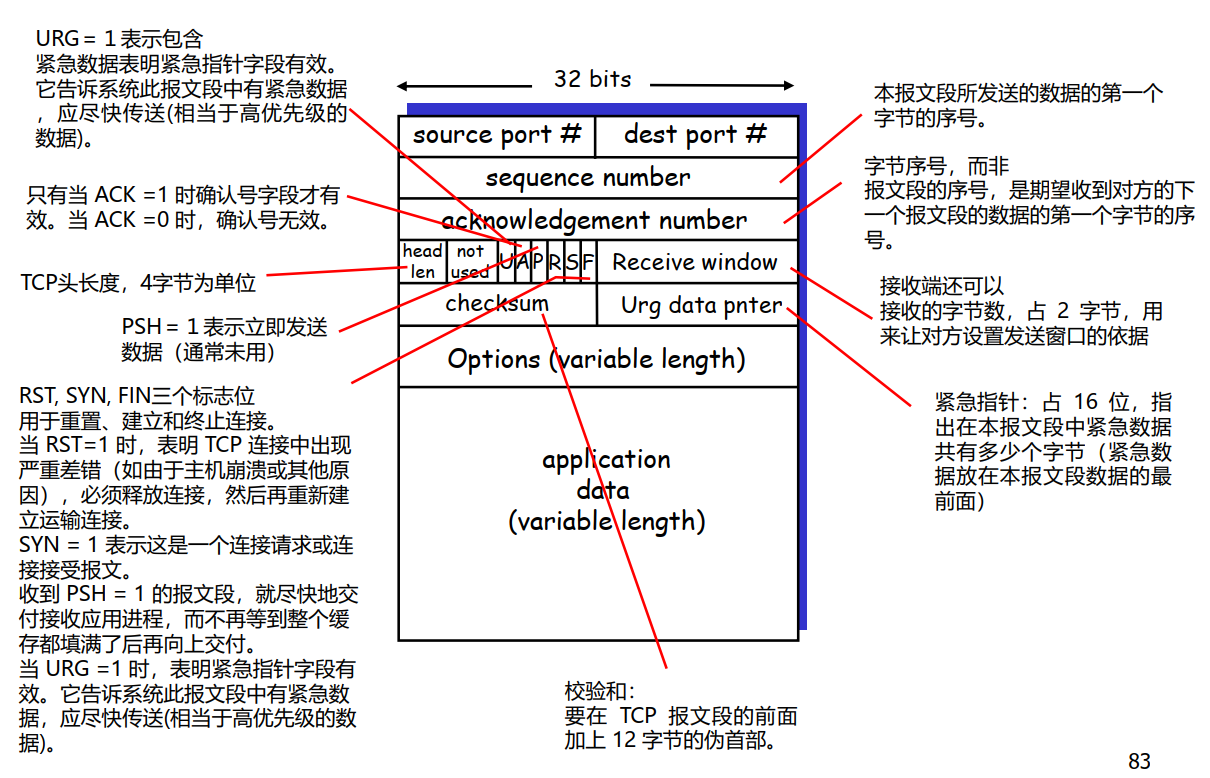 URG = 1 表示包含
紧急数据表明紧急指针字段有效。
它告诉系统此报文段中有紧急数据
，应尽快传送(相当于高优先级的
数据)。
只有当 ACK =1 时确认号字段才有
效。当 ACK =0 时，确认号无效。
TCP头长度，4字节为单位
PSH = 1 表示立即发送
数据（通常未用）
RST, SYN, FIN三个标志位
用于重置、建立和终止连接。
当 RST=1 时，表明 TCP 连接中出现
严重差错（如由于主机崩溃或其他原
因），必须释放连接，然后再重新建
立运输连接。
SYN = 1 表示这是一个连接请求或连
接接受报文。
收到 PSH = 1 的报文段，就尽快地交
付接收应用进程，而不再等到整个缓
存都填满了后再向上交付。
当 URG =1 时，表明紧急指针字段有
效。它告诉系统此报文段中有紧急数
据，应尽快传送(相当于高优先级的数
据)。
32 bits
source port # dest port #
sequence number
acknowledgement number
head
len
not
used
U A P R S F
Receive window
checksum
Urg data pnter
Options (variable length)
application
data
(variable length)
本报文段所发送的数据的第一个
字节的序号。
字节序号，而非
报文段的序号，是期望收到对方的下
一个报文段的数据的第一个字节的序
号。
接收端还可以
接收的字节数，占 2 字节，用
来让对方设置发送窗口的依据
紧急指针：占 16 位，指
出在本报文段中紧急数据
共有多少个字节（紧急数
据放在本报文段数据的最
前面）
校验和：
要在 TCP 报文段的前面
加上 12 字节的伪首部。
83